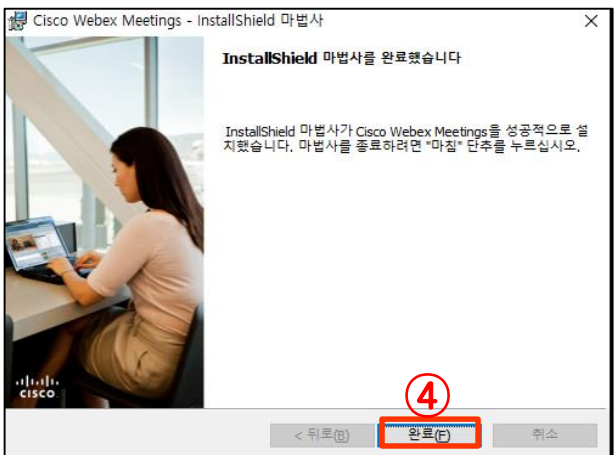 Cisco Webex Meetings - InstallShield 마법사
InstallShield 마법사를 완료했습니다
InstallShield 마법사가 Cisco Webex Meetings을 성공적으로 설
치했습니다. 마법사를 종료하려면 "마침" 단추를 누르십시오.
CISCO
④
< 뒤로(B) 완료(F) 취소